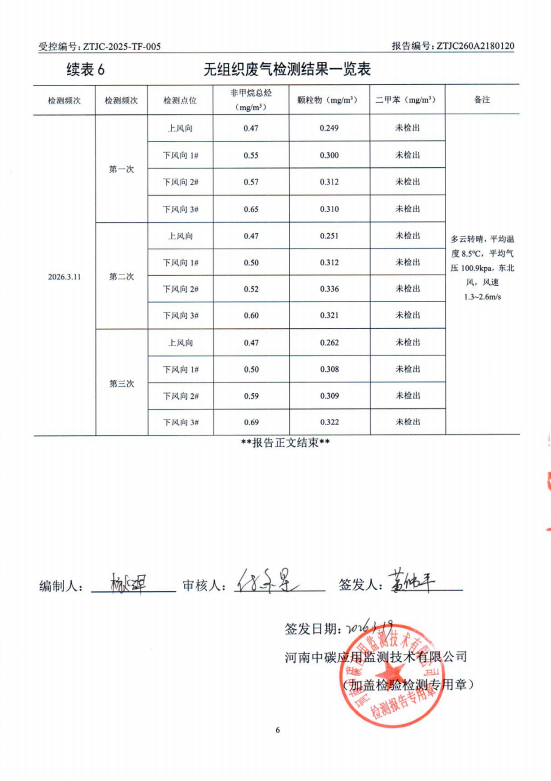 受控编号: ZTJC-2025-TF-005 报告编号: ZTJC260A2180120
续表 6 无组织废气检测结果一览表
检测频次 检测频次 检测点位 非甲烷总烃（mg/m³） 颗粒物（mg/m³） 二甲苯（mg/m³） 备注
2026.3.11 第一次 上风向 0.47 0.249 未检出 多云转晴，平均温度 8.5℃，平均气压 100.9kpa，东北风，风速 1.3~2.6m/s
下风向 1# 0.55 0.300 未检出
下风向 2# 0.57 0.312 未检出
下风向 3# 0.65 0.310 未检出
第二次 上风向 0.47 0.251 未检出
下风向 1# 0.50 0.312 未检出
下风向 2# 0.52 0.336 未检出
下风向 3# 0.60 0.321 未检出
第三次 上风向 0.47 0.262 未检出
下风向 1# 0.50 0.308 未检出
下风向 2# 0.59 0.309 未检出
下风向 3# 0.69 0.322 未检出
**报告正文结束**
编制人: 审核人: 签发人:
签发日期: 2026.3.19
河南中碳应用监测技术有限公司
（加盖检验检测专用章）
检测报告专用章
6